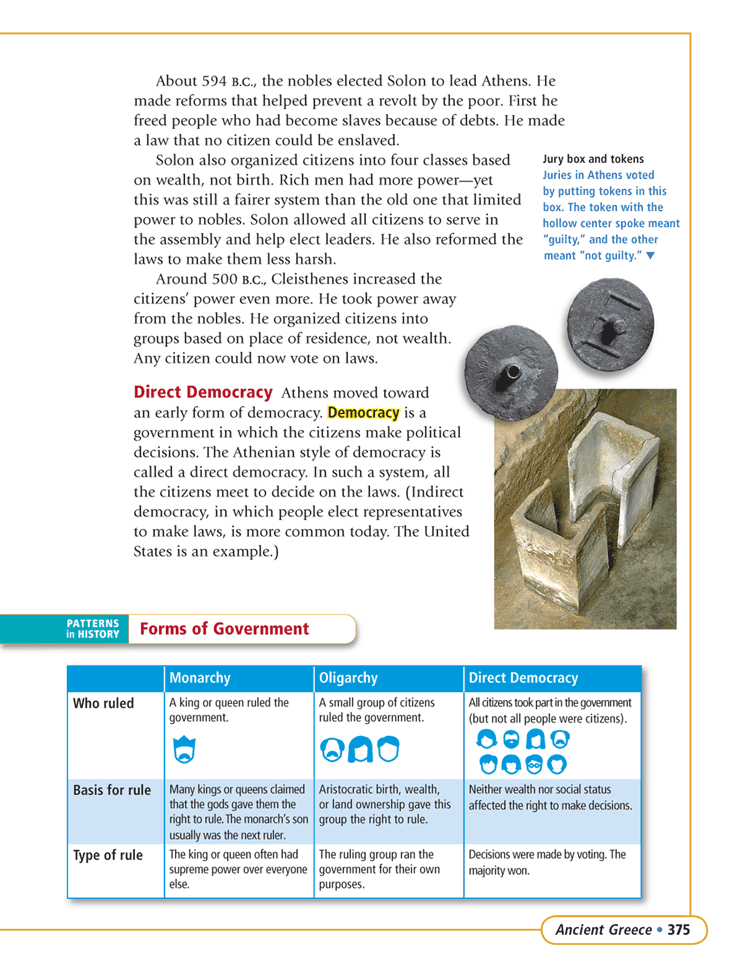 About 594 B.C., the nobles elected Solon to lead Athens. He
made reforms that helped prevent a revolt by the poor. First he
freed people who had become slaves because of debts. He made
a law that no citizen could be enslaved.
Solon also organized citizens into four classes based
on wealth, not birth. Rich men had more power—yet
this was still a fairer system than the old one that limited
power to nobles. Solon allowed all citizens to serve in
the assembly and help elect leaders. He also reformed the
laws to make them less harsh.
Around 500 B.C., Cleisthenes increased the
citizens' power even more. He took power away
from the nobles. He organized citizens into
groups based on place of residence, not wealth.
Any citizen could now vote on laws.
Jury box and tokens
Juries in Athens voted
by putting tokens in this
box. The token with the
hollow center spoke meant
"guilty," and the other
meant "not guilty." ▼
Direct Democracy Athens moved toward
an early form of democracy. Democracy is a
government in which the citizens make political
decisions. The Athenian style of democracy is
called a direct democracy. In such a system, all
the citizens meet to decide on the laws. (Indirect
democracy, in which people elect representatives
to make laws, is more common today. The United
States is an example.)
PATTERNS
in HISTORY
Forms of Government
Monarchy Oligarchy Direct Democracy
Who ruled
A king or queen ruled the
government.
A small group of citizens
ruled the government.
All citizens took part in the government
(but not all people were citizens).
Basis for rule
Many kings or queens claimed
that the gods gave them the
right to rule. The monarch's son
usually was the next ruler.
Aristocratic birth, wealth,
or land ownership gave this
group the right to rule.
Neither wealth nor social status
affected the right to make decisions.
Type of rule
The king or queen often had
supreme power over everyone
else.
The ruling group ran the
government for their own
purposes.
Decisions were made by voting. The
majority won.
Ancient Greece • 375